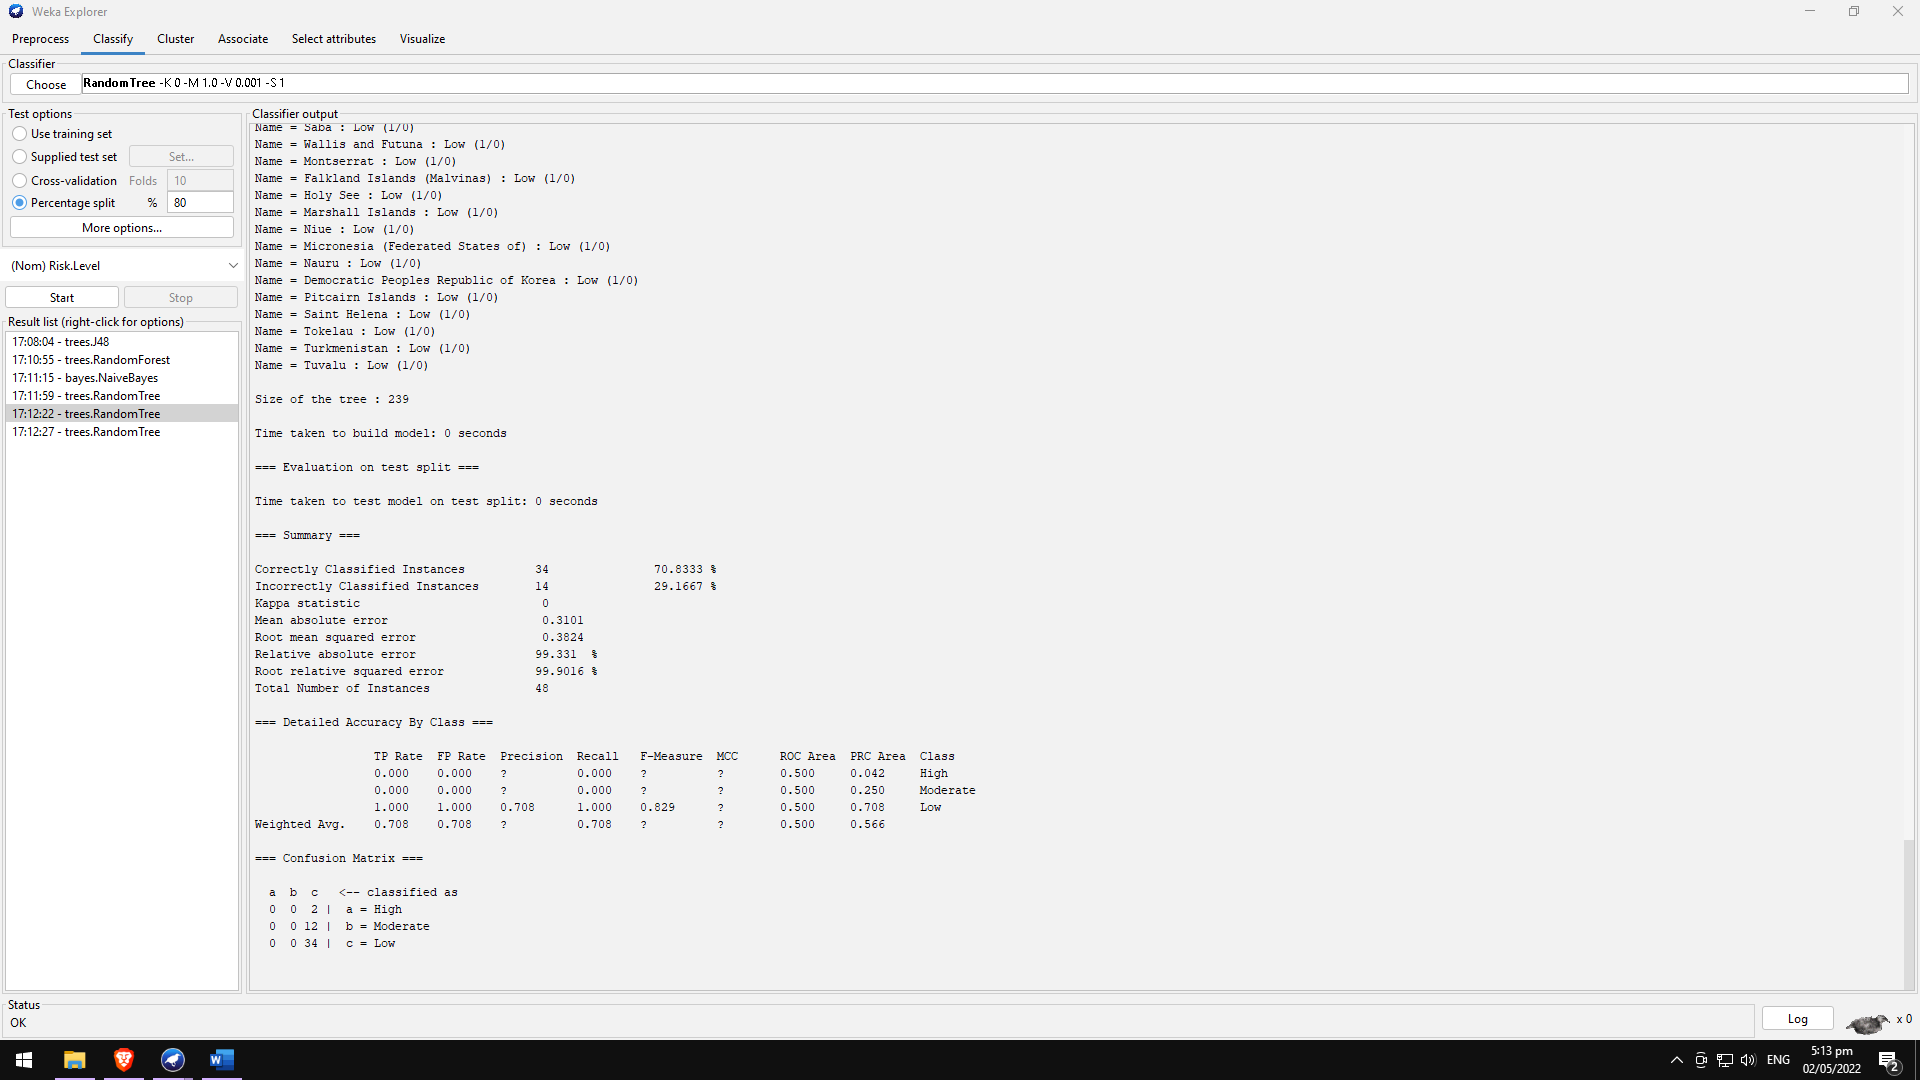 Weka Explorer
Preprocess Classify Cluster Associate Select attributes Visualize
Classifier
Choose RandomTree -K 0 -M 1.0 -V 0.001 -S 1
Test options
Use training set
Supplied test set Set...
Cross-validation Folds 10
Percentage split % 80
More options...
(Nom) Risk.Level
Start Stop
Result list (right-click for options)
17:08:04 - trees.J48
17:10:55 - trees.RandomForest
17:11:15 - bayes.NaiveBayes
17:11:59 - trees.RandomTree
17:12:22 - trees.RandomTree
17:12:27 - trees.RandomTree
Classifier output
Name = Saba : Low (1/0)
Name = Wallis and Futuna : Low (1/0)
Name = Montserrat : Low (1/0)
Name = Falkland Islands (Malvinas) : Low (1/0)
Name = Holy See : Low (1/0)
Name = Marshall Islands : Low (1/0)
Name = Niue : Low (1/0)
Name = Micronesia (Federated States of) : Low (1/0)
Name = Nauru : Low (1/0)
Name = Democratic Peoples Republic of Korea : Low (1/0)
Name = Pitcairn Islands : Low (1/0)
Name = Saint Helena : Low (1/0)
Name = Tokelau : Low (1/0)
Name = Turkmenistan : Low (1/0)
Name = Tuvalu : Low (1/0)
Size of the tree : 239
Time taken to build model: 0 seconds
=== Evaluation on test split ===
Time taken to test model on test split: 0 seconds
=== Summary ===
Correctly Classified Instances 34 70.8333 %
Incorrectly Classified Instances 14 29.1667 %
Kappa statistic 0
Mean absolute error 0.3101
Root mean squared error 0.3824
Relative absolute error 99.331 %
Root relative squared error 99.9016 %
Total Number of Instances 48
=== Detailed Accuracy By Class ===
TP Rate FP Rate Precision Recall F-Measure MCC ROC Area PRC Area Class
0.000 0.000 ? 0.000 ? ? 0.500 0.042 High
0.000 0.000 ? 0.000 ? ? 0.500 0.250 Moderate
1.000 1.000 0.708 1.000 0.829 ? 0.500 0.708 Low
Weighted Avg. 0.708 0.708 ? 0.708 ? ? 0.500 0.566
=== Confusion Matrix ===
a b c <-- classified as
0 0 2 | a = High
0 0 12 | b = Moderate
0 0 34 | c = Low
Status
OK
Log x 0
W
ENG
5:13 pm
02/05/2022
2